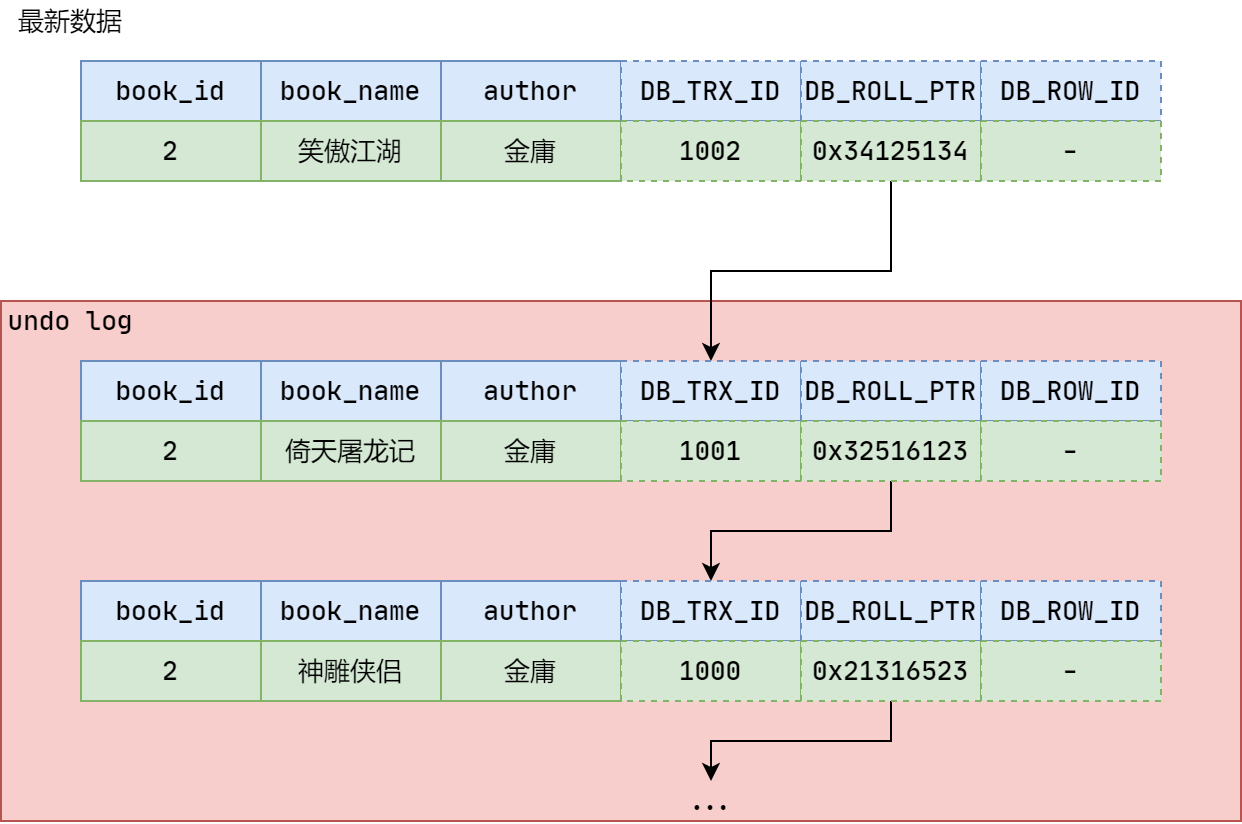 最新数据
book_id book_name author DB_TRX_ID DB_ROLL_PTR DB_ROW_ID
2 笑傲江湖 金庸 1002 0x34125134 -
undo log
book_id book_name author DB_TRX_ID DB_ROLL_PTR DB_ROW_ID
2 倚天屠龙记 金庸 1001 0x32516123 -
book_id book_name author DB_TRX_ID DB_ROLL_PTR DB_ROW_ID
2 神雕侠侣 金庸 1000 0x21316523 -
...